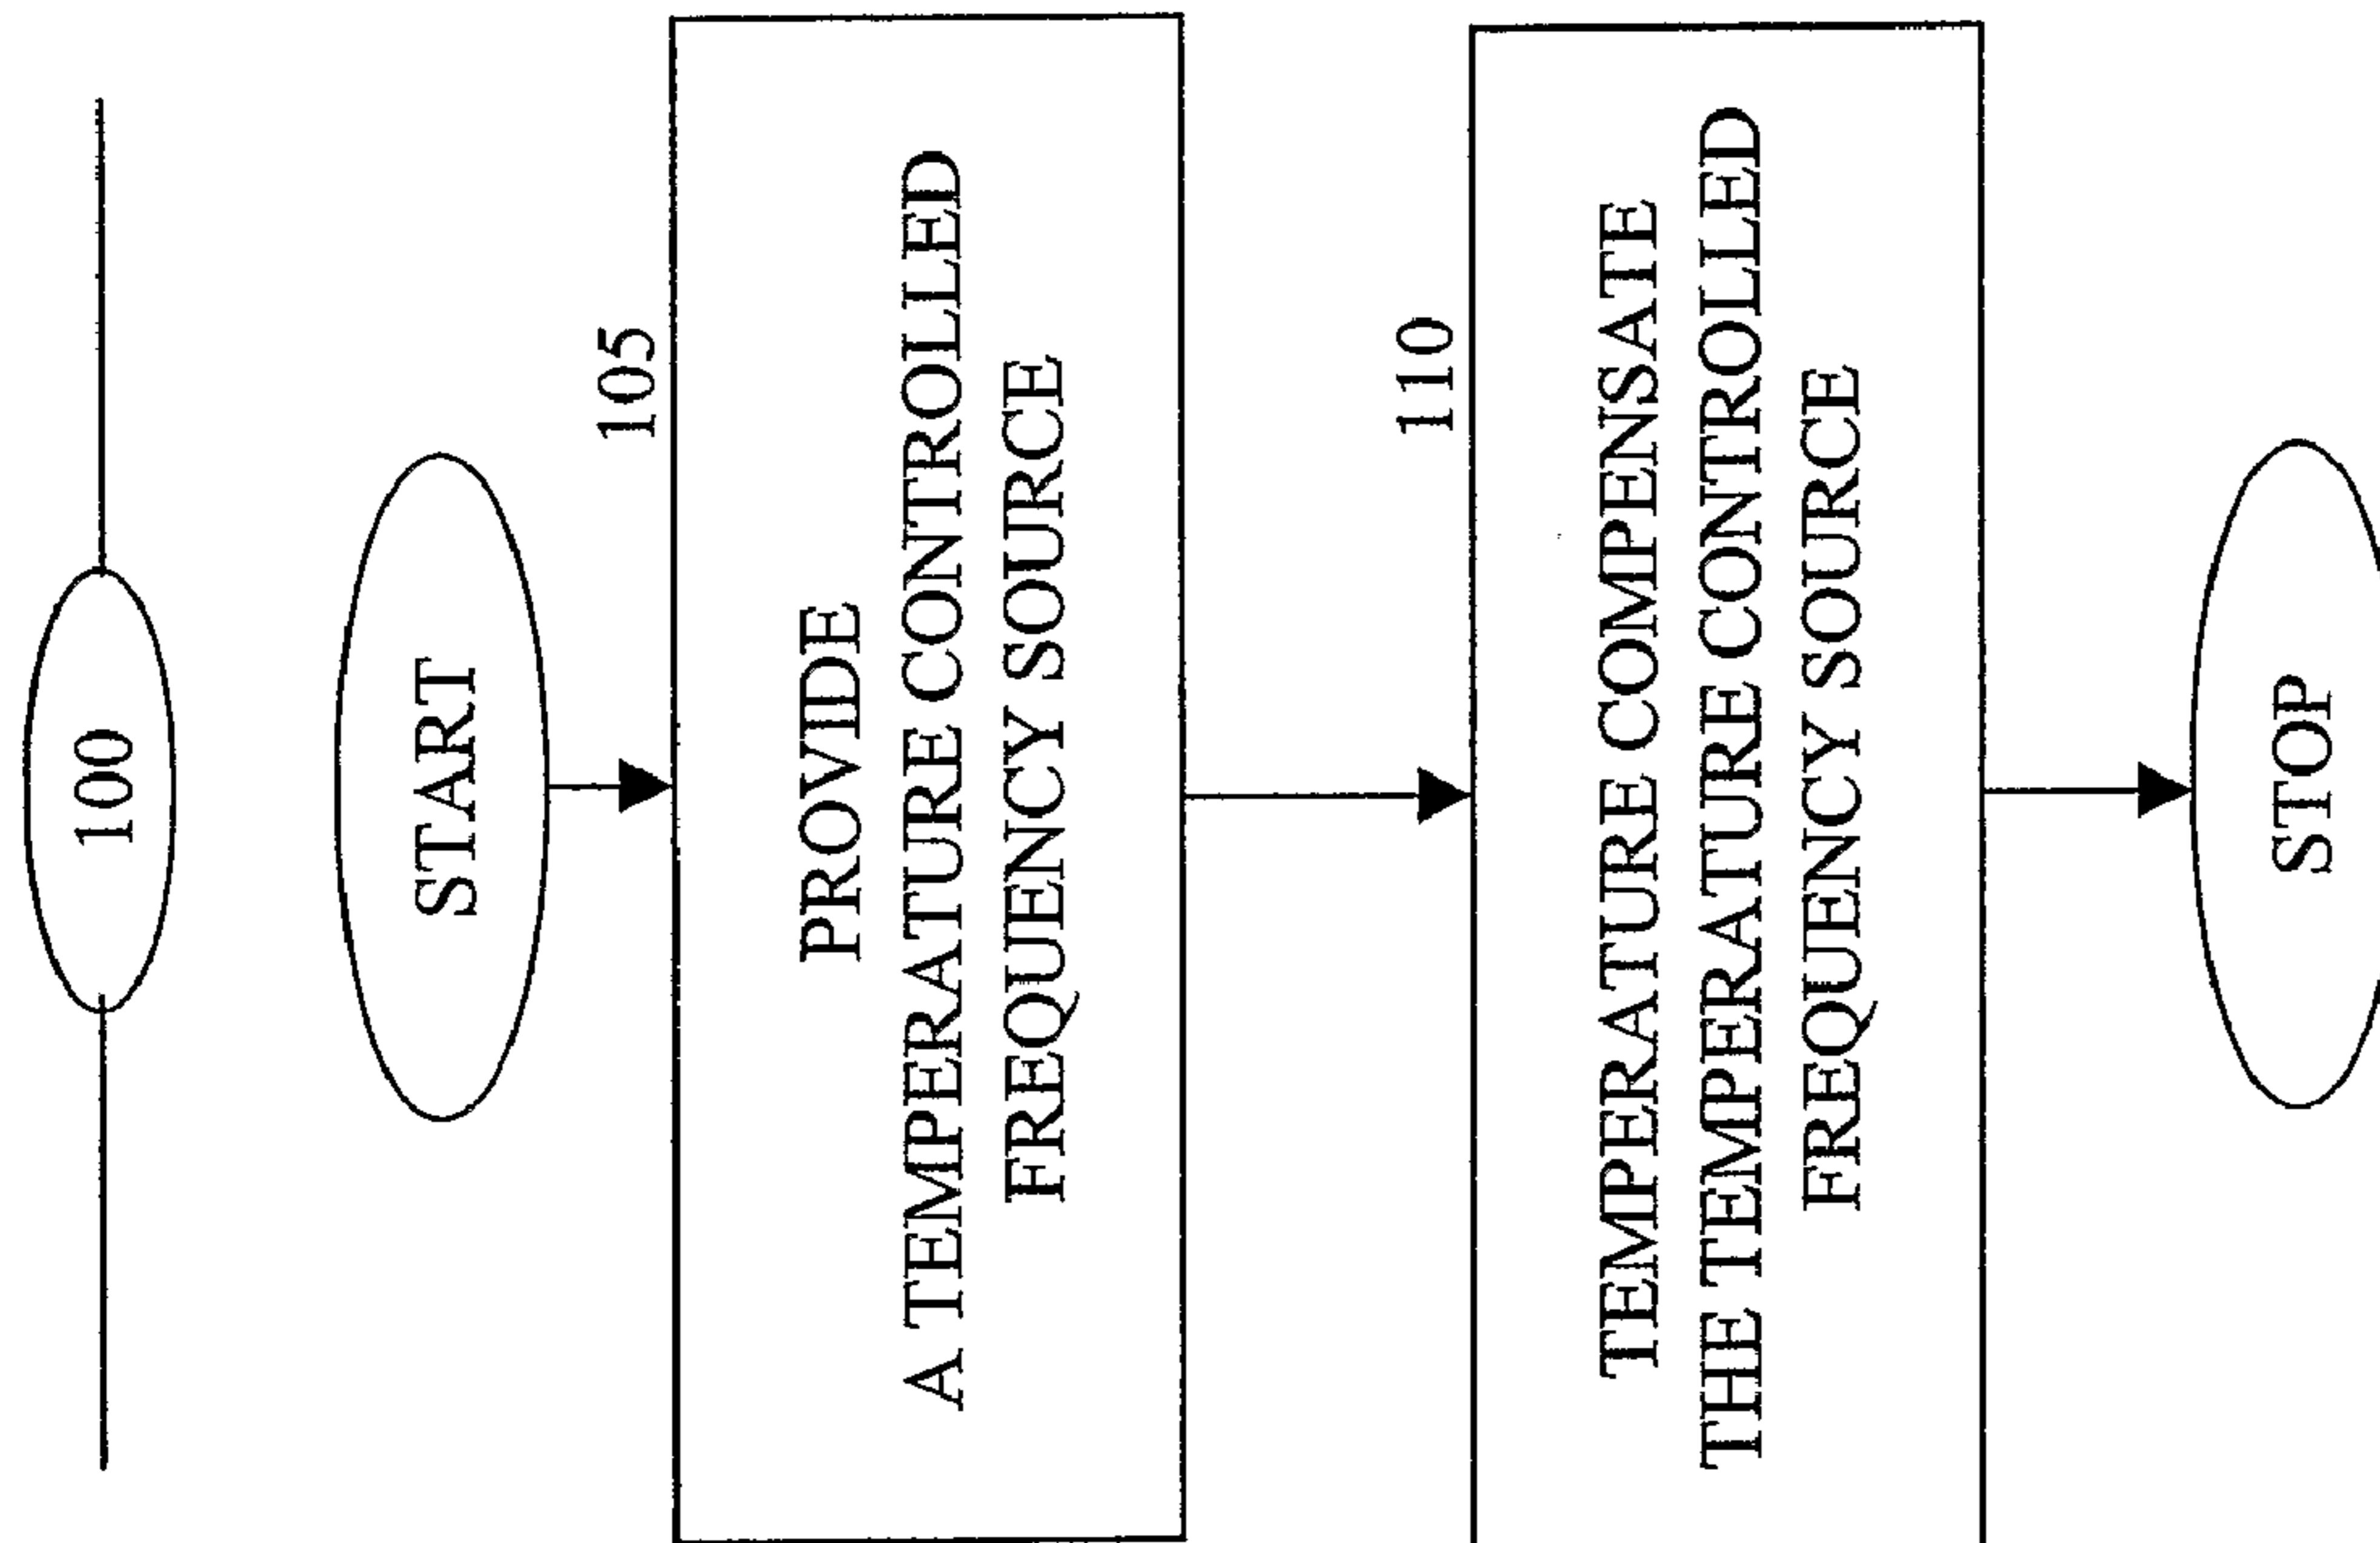 100
START
105
PROVIDE
A TEMPERATURE CONTROLLED
FREQUENCY SOURCE
110
TEMPERATURE COMPENSATE
THE TEMPERATURE CONTROLLED
FREQUENCY SOURCE
STOP